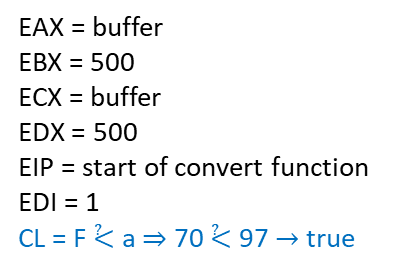 EAX = buffer
EBX = 500
ECX = buffer
EDX = 500
EIP = start of convert function
EDI = 1
CL = F <? a ⇒ 70 <? 97 → true